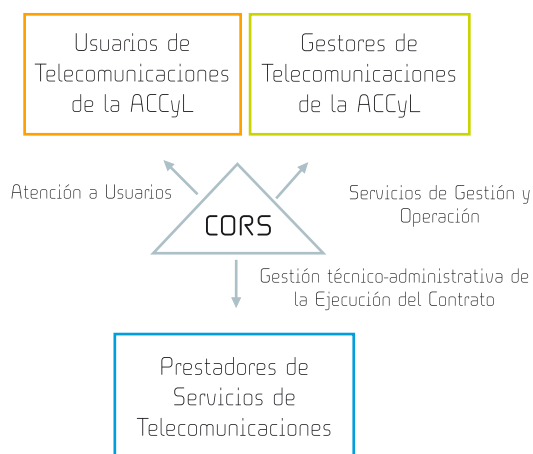 Usuarios de
Telecomunicaciones
de la ACCyL
Gestores de
Telecomunicaciones
de la ACCyL
Atención a Usuarios
CORS
Servicios de Gestión y
Operación
Gestión técnico-administrativa de
la Ejecución del Contrato
Prestadores de
Servicios de
Telecomunicaciones